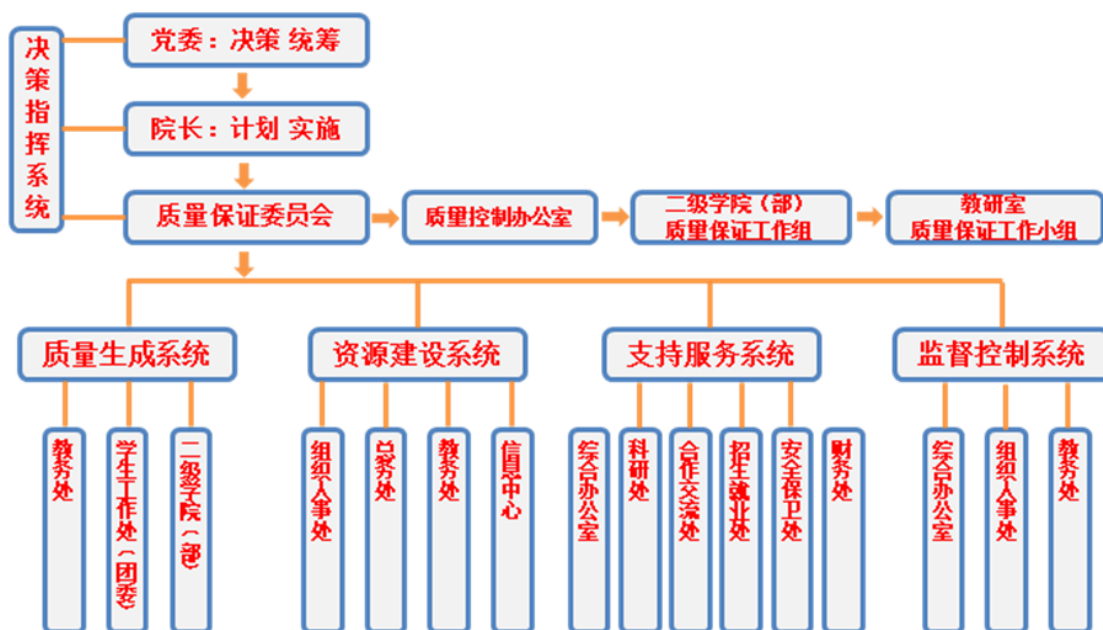 决策指挥系统
党委：决策 统筹
院长：计划 实施
质量保证委员会
质量控制办公室
二级学院（部）
质量保证工作组
教研室
质量保证工作小组
质量生成系统
资源建设系统
支持服务系统
监督控制系统
教务处
学生工作处（团委）
二级学院（部）
组织人事处
总务处
教务处
信息中心
综合办公室
科研处
合作交流处
招生就业处
安全保卫处
财务处
综合办公室
组织人事处
教务处